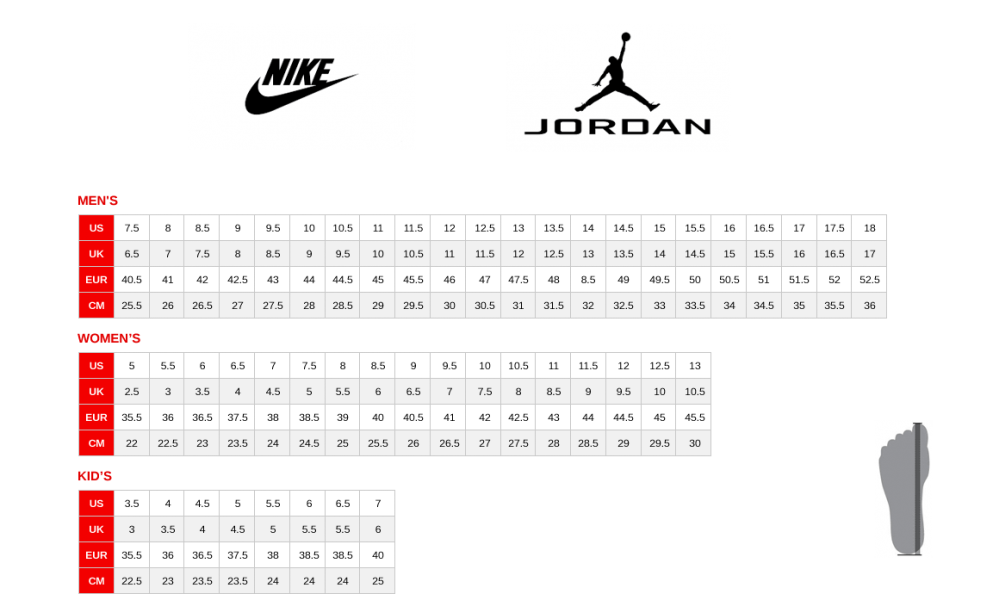 NIKE
JORDAN
MEN'S
US 7.5 8 8.5 9 9.5 10 10.5 11 11.5 12 12.5 13 13.5 14 14.5 15 15.5 16 16.5 17 17.5 18
UK 6.5 7 7.5 8 8.5 9 9.5 10 10.5 11 11.5 12 12.5 13 13.5 14 14.5 15 15.5 16 16.5 17
EUR 40.5 41 42 42.5 43 44 44.5 45 45.5 46 47 47.5 48 8.5 49 49.5 50 50.5 51 51.5 52 52.5
CM 25.5 26 26.5 27 27.5 28 28.5 29 29.5 30 30.5 31 31.5 32 32.5 33 33.5 34 34.5 35 35.5 36
WOMEN'S
US 5 5.5 6 6.5 7 7.5 8 8.5 9 9.5 10 10.5 11 11.5 12 12.5 13
UK 2.5 3 3.5 4 4.5 5 5.5 6 6.5 7 7.5 8 8.5 9 9.5 10 10.5
EUR 35.5 36 36.5 37.5 38 38.5 39 40 40.5 41 42 42.5 43 44 44.5 45 45.5
CM 22 22.5 23 23.5 24 24.5 25 25.5 26 26.5 27 27.5 28 28.5 29 29.5 30
KID'S
US 3.5 4 4.5 5 5.5 6 6.5 7
UK 3 3.5 4 4.5 5 5.5 5.5 6
EUR 35.5 36 36.5 37.5 38 38.5 38.5 40
CM 22.5 23 23.5 23.5 24 24 24 25